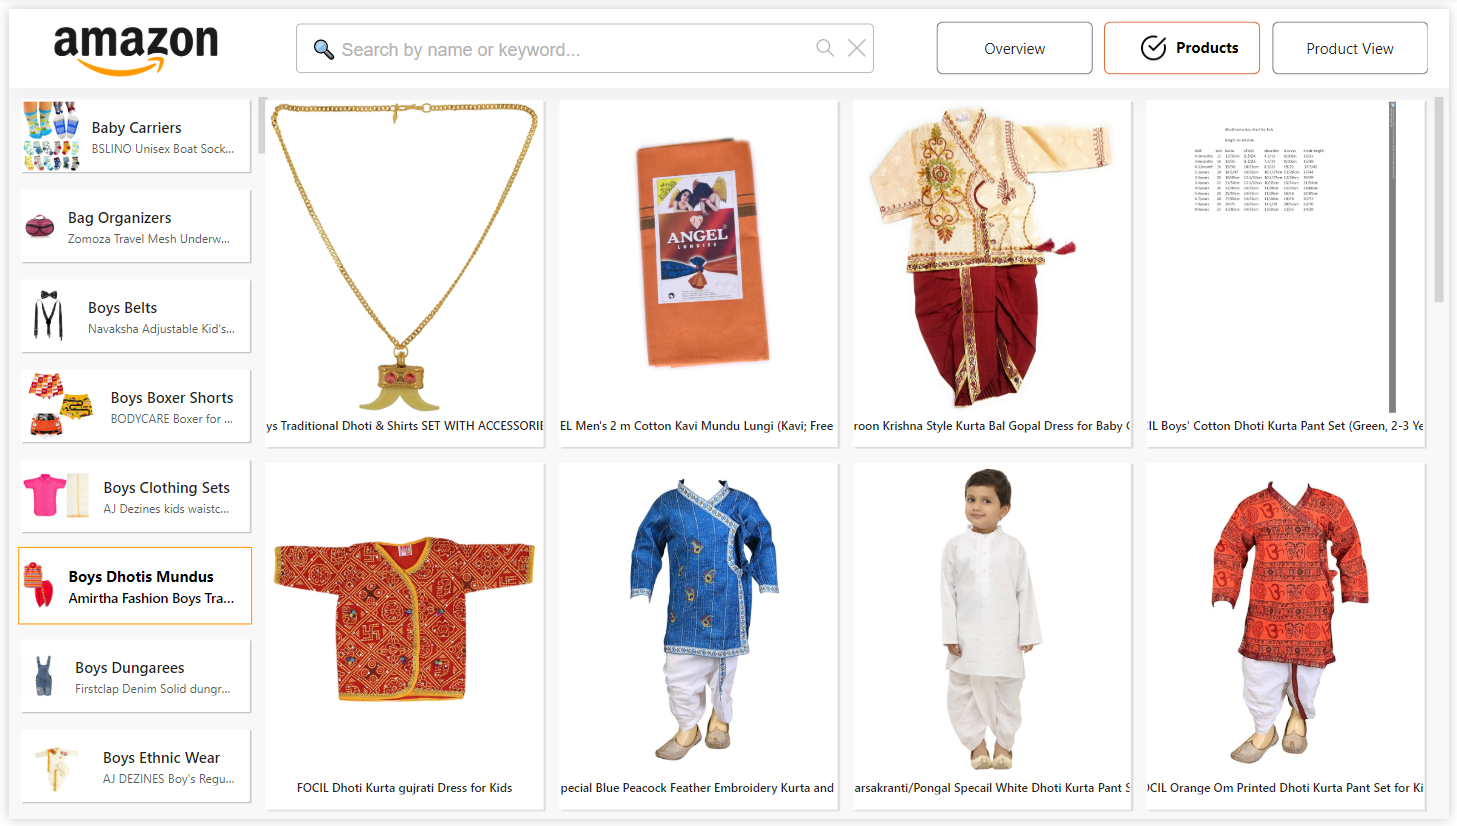 amazon
Search by name or keyword...
Overview
Products
Product View
Baby Carriers
BSLINO Unisex Boat Sock...
Bag Organizers
Zomoza Travel Mesh Underw...
Boys Belts
Navaksha Adjustable Kid's...
Boys Boxer Shorts
BODYCARE Boxer for ...
Boys Clothing Sets
AJ Dezines kids waistc...
Boys Dhotis Mundus
Amirtha Fashion Boys Tra...
Boys Dungarees
Firstclap Denim Solid dungr...
Boys Ethnic Wear
AJ DEZINES Boy's Regu...
ANGEL
LUNGIES
ys Traditional Dhoti & Shirts SET WITH ACCESSORIE
EL Men's 2 m Cotton Kavi Mundu Lungi (Kavi; Free
roon Krishna Style Kurta Bal Gopal Dress for Baby
IL Boys' Cotton Dhoti Kurta Pant Set (Green, 2-3 Ye
FOCIL Dhoti Kurta gujrati Dress for Kids
pecial Blue Peacock Feather Embroidery Kurta and
arsakranti/Pongal Specail White Dhoti Kurta Pant S
OCIL Orange Om Printed Dhoti Kurta Pant Set for Ki